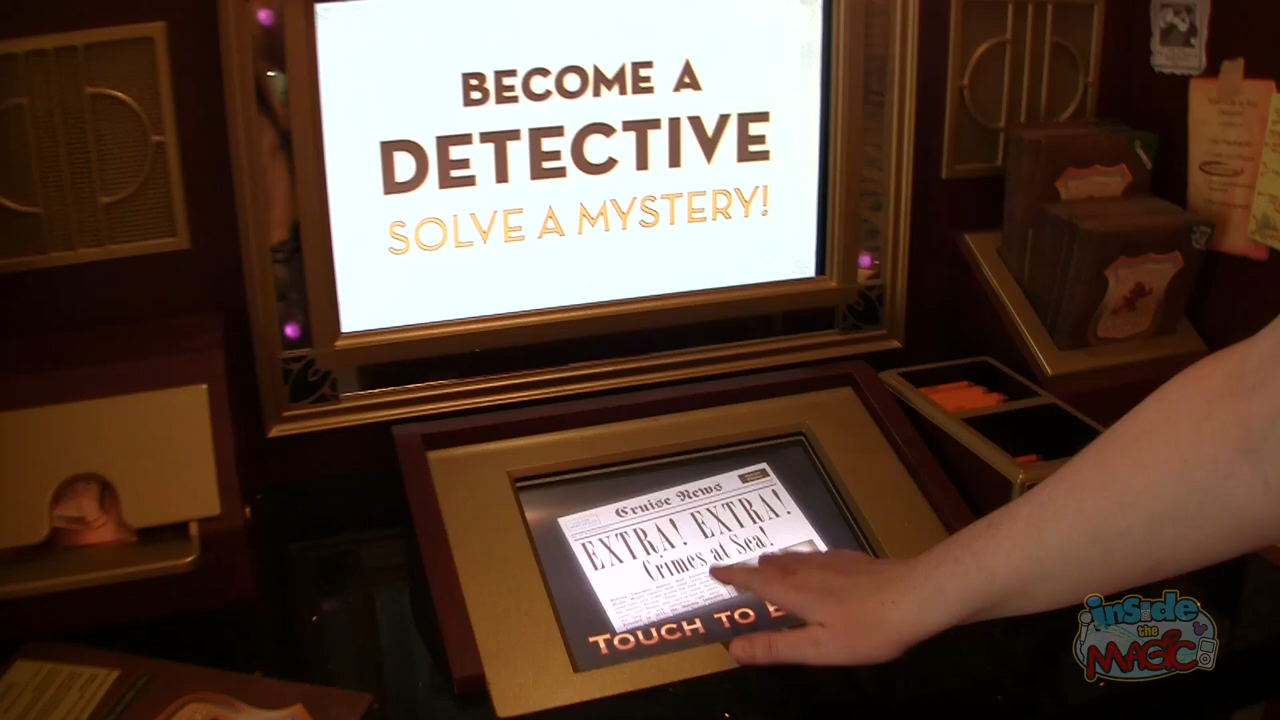 BECOME A
DETECTIVE
SOLVE A MYSTERY!
Cruise News
EXTRA! EXTRA!
Crimes at Sea!
TOUCH TO
inside
the
MAGIC